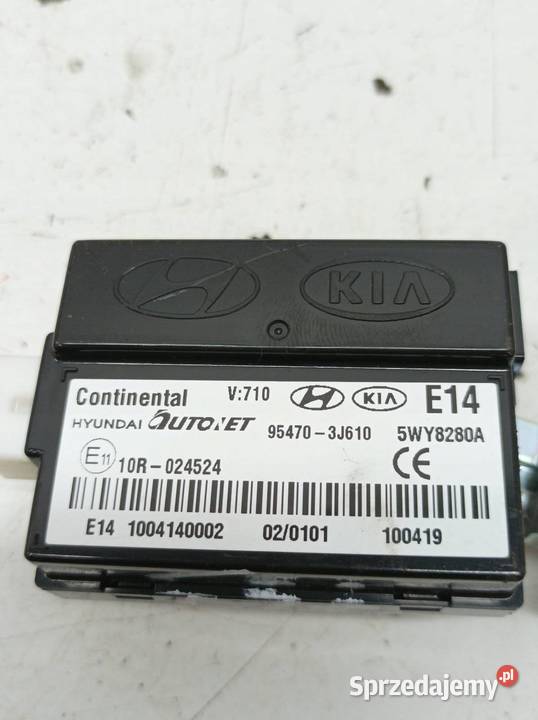 KIA
Continental V:710 KIA E14
HYUNDAI AUTONET 95470-3J610 5WY8280A
E11 10R-024524 CE
E14 1004140002 02/0101 100419
Sprzedajemy.pl